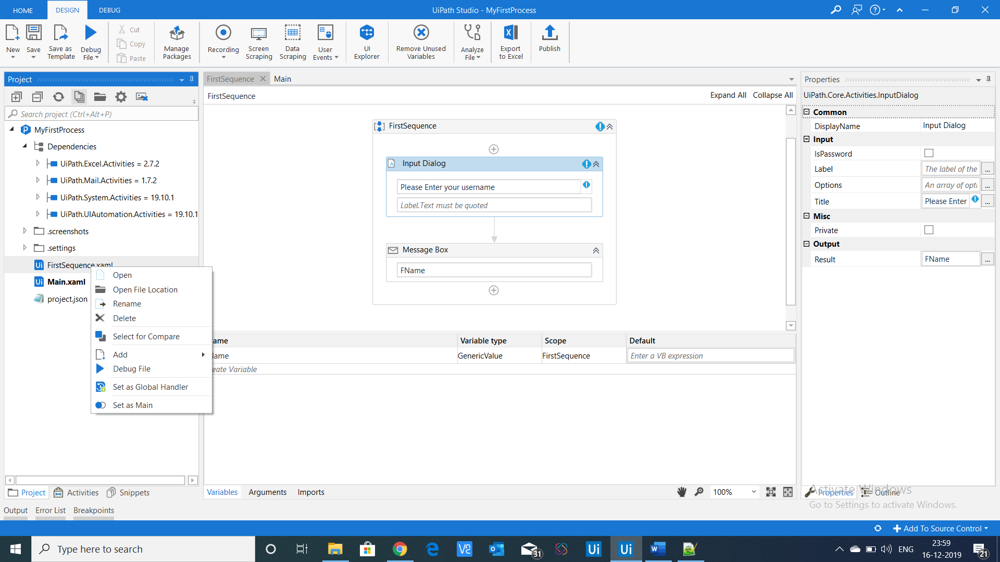 HOME
DESIGN
DEBUG
UiPath Studio - MyFirstProcess
New
Save
Save as
Template
Debug
File
Cut
Copy
Paste
Manage
Packages
Recording
Screen
Scraping
Data
Scraping
User
Events
UI
Explorer
Remove Unused
Variables
Analyze
File
Export
to Excel
Publish
Project
Search project (Ctrl+Alt+P)
MyFirstProcess
Dependencies
UiPath.Excel.Activities = 2.7.2
UiPath.Mail.Activities = 1.7.2
UiPath.System.Activities = 19.10.1
UiPath.UIAutomation.Activities = 19.10.1
.screenshots
.settings
FirstSequence.xaml
Main.xaml
project.json
Open
Open File Location
Rename
Delete
Select for Compare
Add
Debug File
Set as Global Handler
Set as Main
Project
Activities
Snippets
FirstSequence
Main
FirstSequence
Expand All
Collapse All
FirstSequence
Input Dialog
Please Enter your username
Label.Text must be quoted
Message Box
FName
ame Variable type Scope Default
ame GenericValue FirstSequence Enter a VB expression
eate Variable
Variables
Arguments
Imports
100%
Properties
UiPath.Core.Activities.InputDialog
Common
DisplayName Input Dialog
Input
IsPassword
Label The label of the ...
Options An array of opti ...
Title Please Enter ...
Misc
Private
Output
Result FName ...
Properties
Outline
Activate Windows
Go to Settings to activate Windows.
Output
Error List
Breakpoints
Add To Source Control
Type here to search
31
Ui
Ui
ENG
23:59
16-12-2019
21